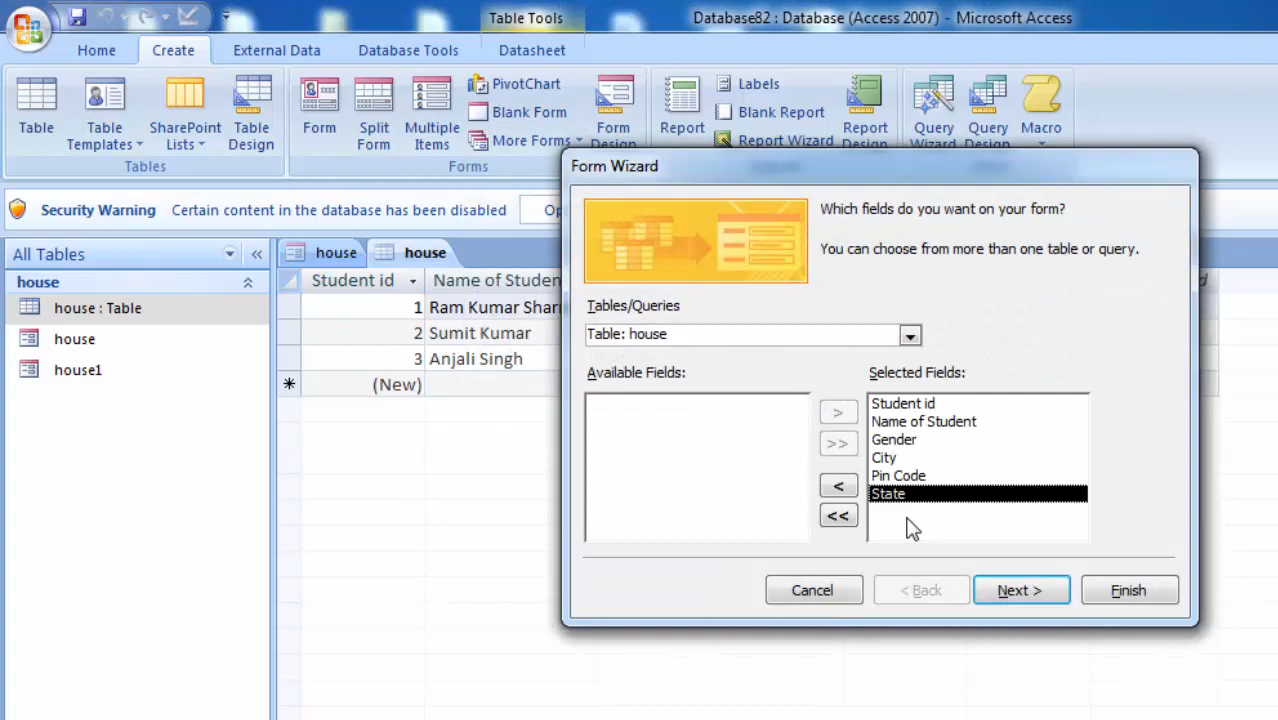 Table Tools
Database82 : Database (Access 2007) - Microsoft Access
Home
Create
External Data
Database Tools
Datasheet
Table
Table Templates
SharePoint Lists
Table Design
Tables
Form
Split Form
Multiple Items
PivotChart
Blank Form
More Forms
Form Design
Forms
Report
Labels
Blank Report
Report Wizard
Report Design
Query Wizard
Query Design
Macro
Security Warning
Certain content in the database has been disabled
All Tables
house
house : Table
house
house1
house
house
Student id
Name of Studen
1 Ram Kumar Shar
2 Sumit Kumar
3 Anjali Singh
(New)
Form Wizard
Which fields do you want on your form?
You can choose from more than one table or query.
Tables/Queries
Table: house
Available Fields:
Selected Fields:
Student id
Name of Student
Gender
City
Pin Code
State
>
>>
<
<<
Cancel
< Back
Next >
Finish